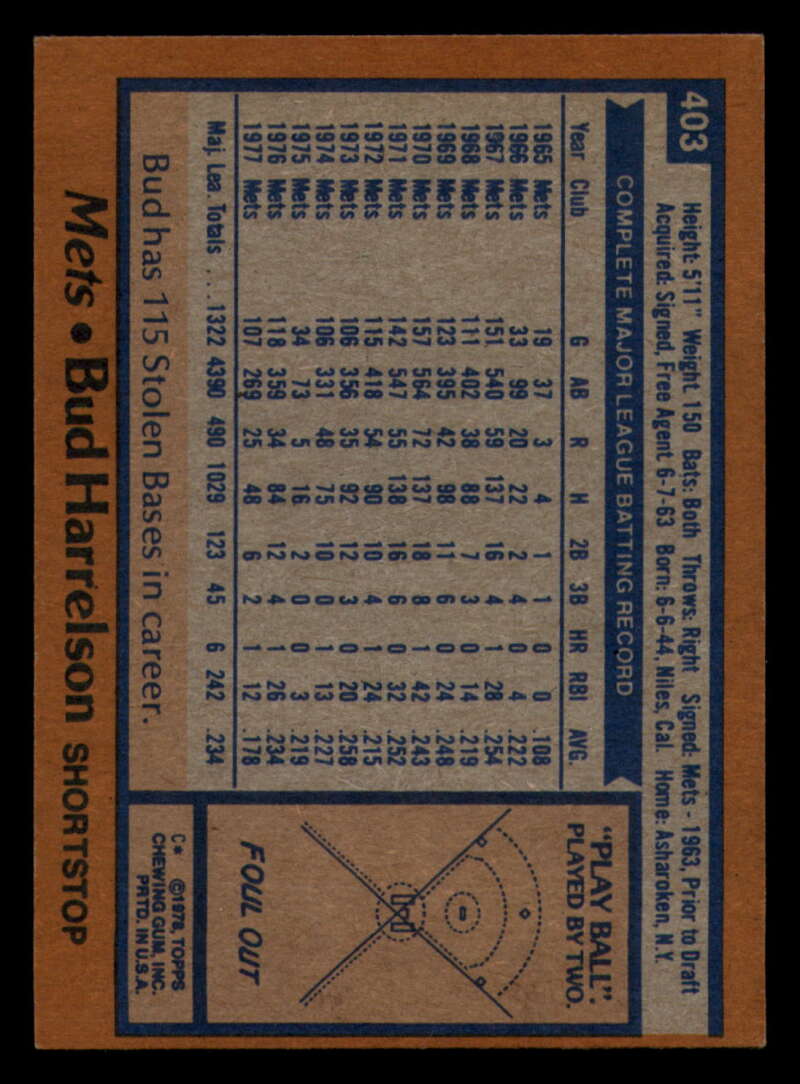 403
Height: 5'11" Weight: 150 Bats: Both Throws: Right Signed: Mets - 1963, Prior to Draft
Acquired: Signed, Free Agent 6-7-63 Born: 6-6-44, Niles, Cal. Home: Asharoken, N.Y.
COMPLETE MAJOR LEAGUE BATTING RECORD
Year Club G AB R H 2B 3B HR RBI AVG.
1965 Mets 19 37 3 4 1 1 0 0 .108
1966 Mets 33 99 20 22 2 4 0 4 .222
1967 Mets 151 540 59 137 16 4 1 28 .254
1968 Mets 111 402 38 88 7 3 0 14 .219
1969 Mets 123 395 42 98 11 6 0 24 .248
1970 Mets 157 564 72 137 18 8 1 42 .243
1971 Mets 142 547 55 138 16 6 0 32 .252
1972 Mets 115 418 54 90 10 4 1 24 .215
1973 Mets 106 356 35 92 12 3 0 20 .258
1974 Mets 106 331 48 75 10 0 1 13 .227
1975 Mets 34 73 5 16 2 0 0 3 .219
1976 Mets 118 359 34 84 12 4 1 26 .234
1977 Mets 107 269 25 48 6 2 1 12 .178
Maj. Lea. Totals ... 1322 4390 490 1029 123 45 6 242 .234
Bud has 115 Stolen Bases in career.
"PLAY BALL":
PLAYED BY TWO.
FOUL OUT
C* ©1978, TOPPS
CHEWING GUM, INC.
PRTD. IN U.S.A.
Mets • Bud Harrelson SHORTSTOP